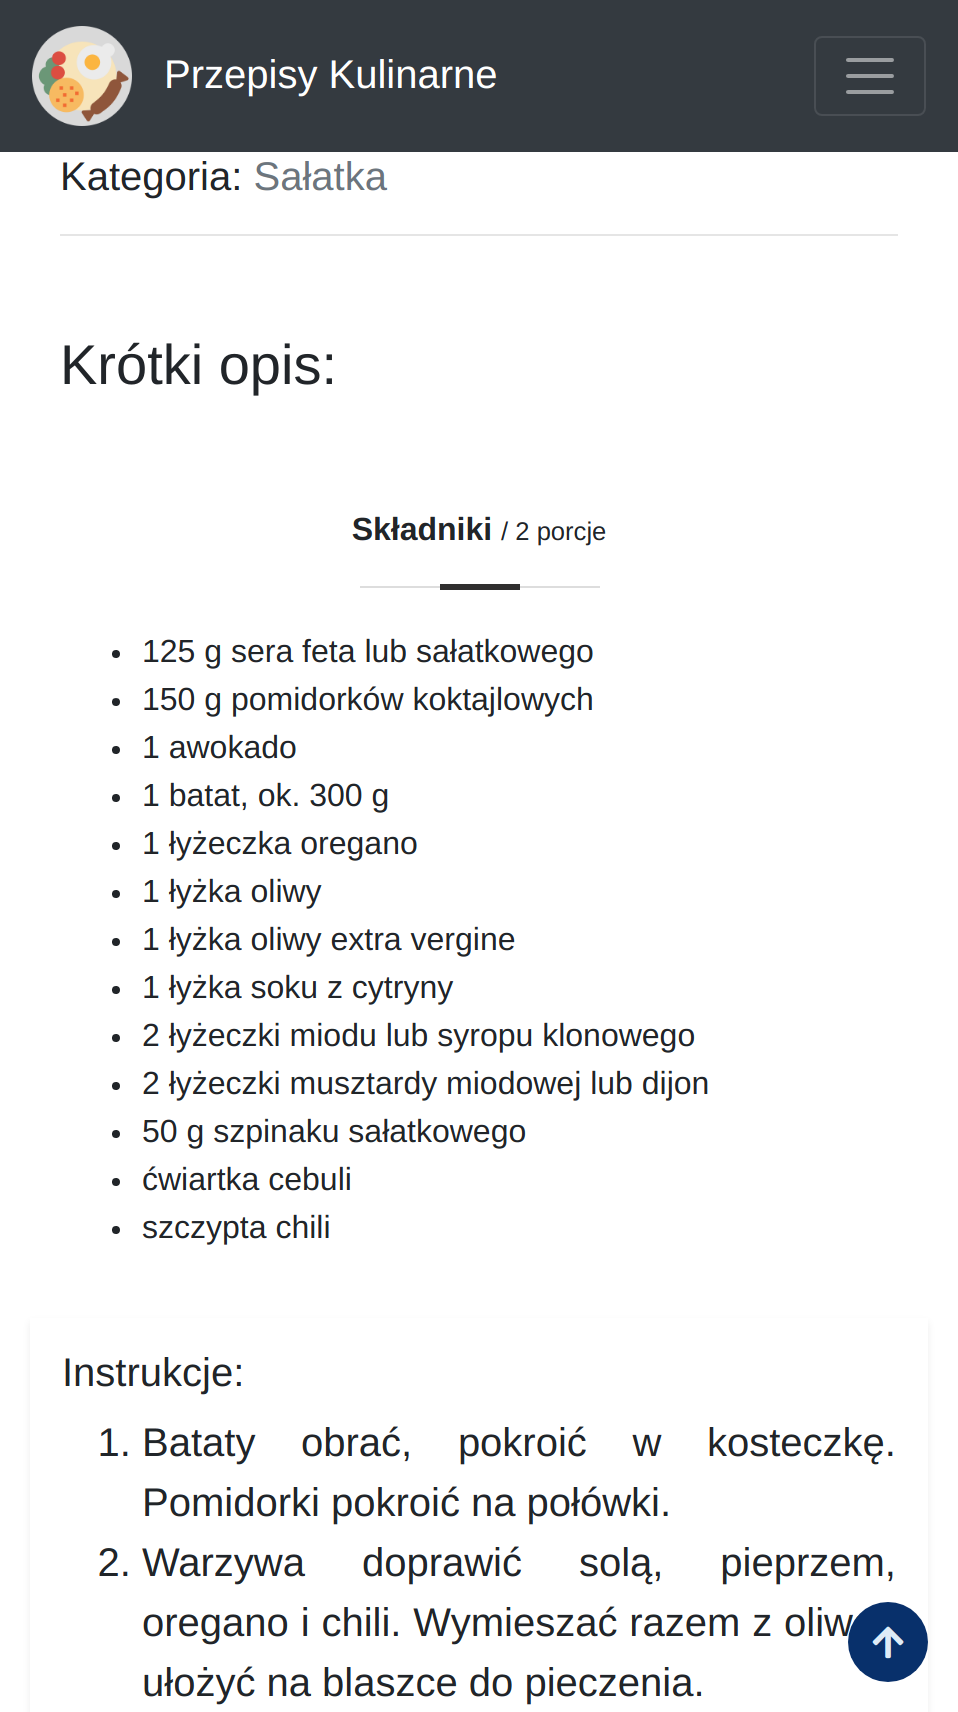 Przepisy Kulinarne
Kategoria: Sałatka
Krótki opis:
Składniki / 2 porcje
125 g sera feta lub sałatkowego
150 g pomidorków koktajlowych
1 awokado
1 batat, ok. 300 g
1 łyżeczka oregano
1 łyżka oliwy
1 łyżka oliwy extra vergine
1 łyżka soku z cytryny
2 łyżeczki miodu lub syropu klonowego
2 łyżeczki musztardy miodowej lub dijon
50 g szpinaku sałatkowego
ćwiartka cebuli
szczypta chili
Instrukcje:
1. Bataty obrać, pokroić w kosteczkę.
Pomidorki pokroić na połówki.
2. Warzywa doprawić solą, pieprzem,
oregano i chili. Wymieszać razem z
ułożyć na blaszce do pieczenia.